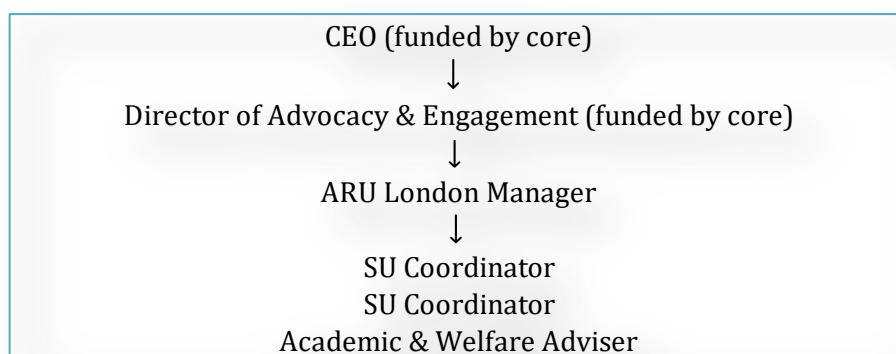 CEO (funded by core)
↓
Director of Advocacy & Engagement (funded by core)
↓
ARU London Manager
↓
SU Coordinator
SU Coordinator
Academic & Welfare Adviser